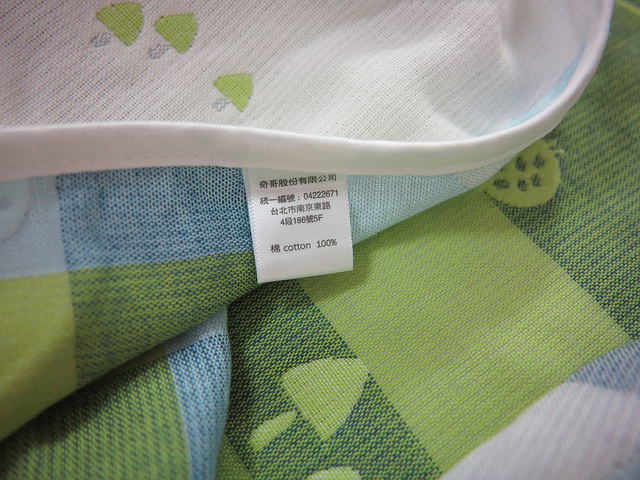 奇哥股份有限公司
統一編號：04222671
台北市南京東路
4段186號5F
棉 cotton 100%